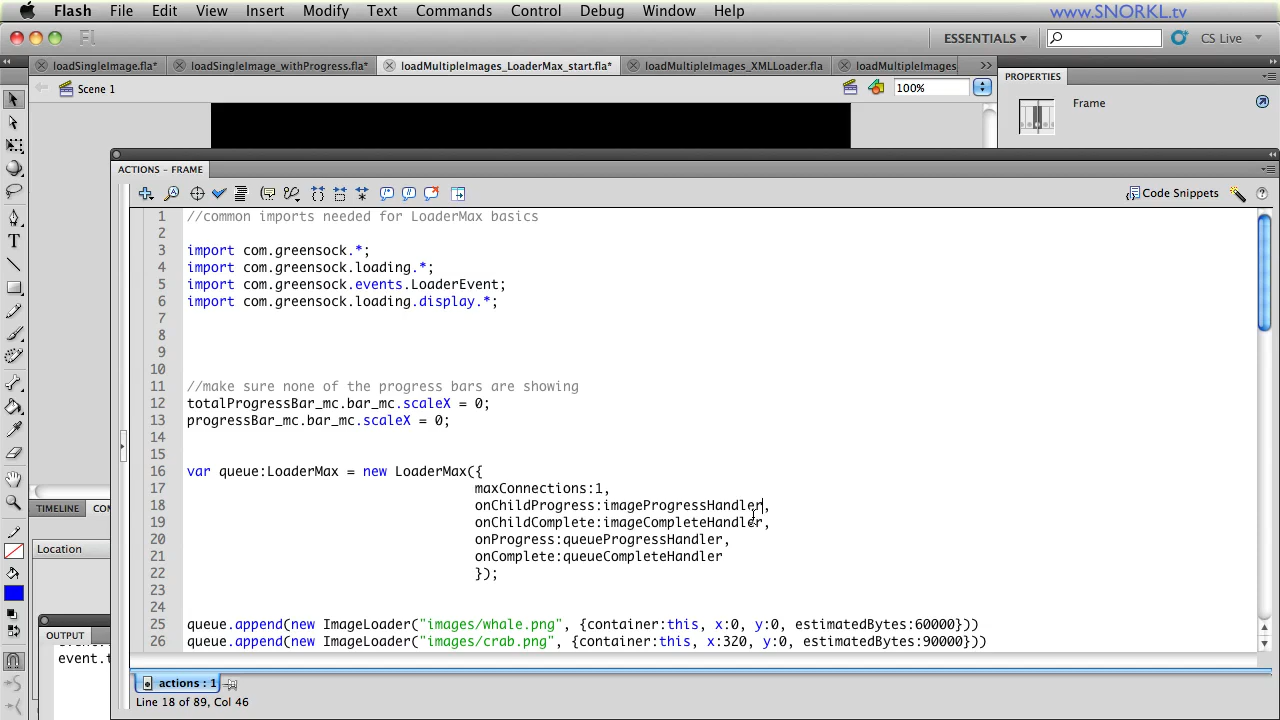 Flash File Edit View Insert Modify Text Commands Control Debug Window Help www.SNORKL.tv
Fl ESSENTIALS CS Live
loadSingleImage.fla* loadSingleImage_withProgress.fla* loadMultipleImages_LoaderMax_start.fla* loadMultipleImages_XMLLoader.fla loadMultipleImages
PROPERTIES
Scene 1 100%
Frame
ACTIONS - FRAME
Code Snippets
1 //common imports needed for LoaderMax basics
2
3 import com.greensock.*;
4 import com.greensock.loading.*;
5 import com.greensock.events.LoaderEvent;
6 import com.greensock.loading.display.*;
7
8
9
10
11 //make sure none of the progress bars are showing
12 totalProgressBar_mc.bar_mc.scaleX = 0;
13 progressBar_mc.bar_mc.scaleX = 0;
14
15
16 var queue:LoaderMax = new LoaderMax({
17 maxConnections:1,
18 onChildProgress:imageProgressHandler,
19 onChildComplete:imageCompleteHandler,
20 onProgress:queueProgressHandler,
21 onComplete:queueCompleteHandler
22 });
23
24
25 queue.append(new ImageLoader("images/whale.png", {container:this, x:0, y:0, estimatedBytes:60000}))
26 queue.append(new ImageLoader("images/crab.png", {container:this, x:320, y:0, estimatedBytes:90000}))
TIMELINE
Location
OUTPUT
event.t
actions : 1
Line 18 of 89, Col 46